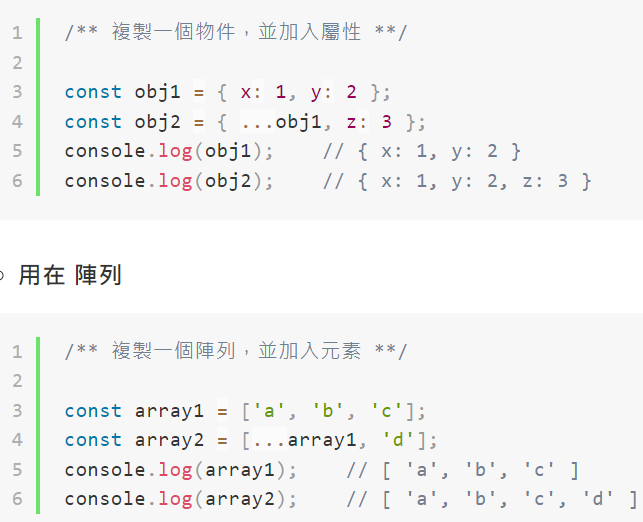 1 /** 複製一個物件，並加入屬性 **/
2
3 const obj1 = { x: 1, y: 2 };
4 const obj2 = { ...obj1, z: 3 };
5 console.log(obj1);    // { x: 1, y: 2 }
6 console.log(obj2);    // { x: 1, y: 2, z: 3 }
用在 陣列
1 /** 複製一個陣列，並加入元素 **/
2
3 const array1 = ['a', 'b', 'c'];
4 const array2 = [...array1, 'd'];
5 console.log(array1);    // [ 'a', 'b', 'c' ]
6 console.log(array2);    // [ 'a', 'b', 'c', 'd' ]